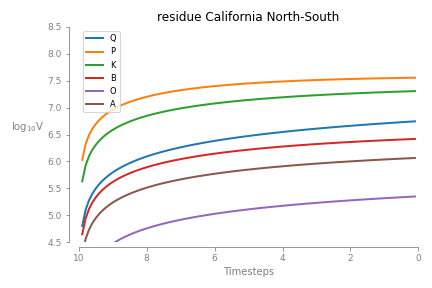 residue California North-South
8.5
8.0
7.5
7.0
6.5
6.0
5.5
5.0
4.5
log₁₀V
Q
P
K
B
O
A
10 8 6 4 2 0
Timesteps